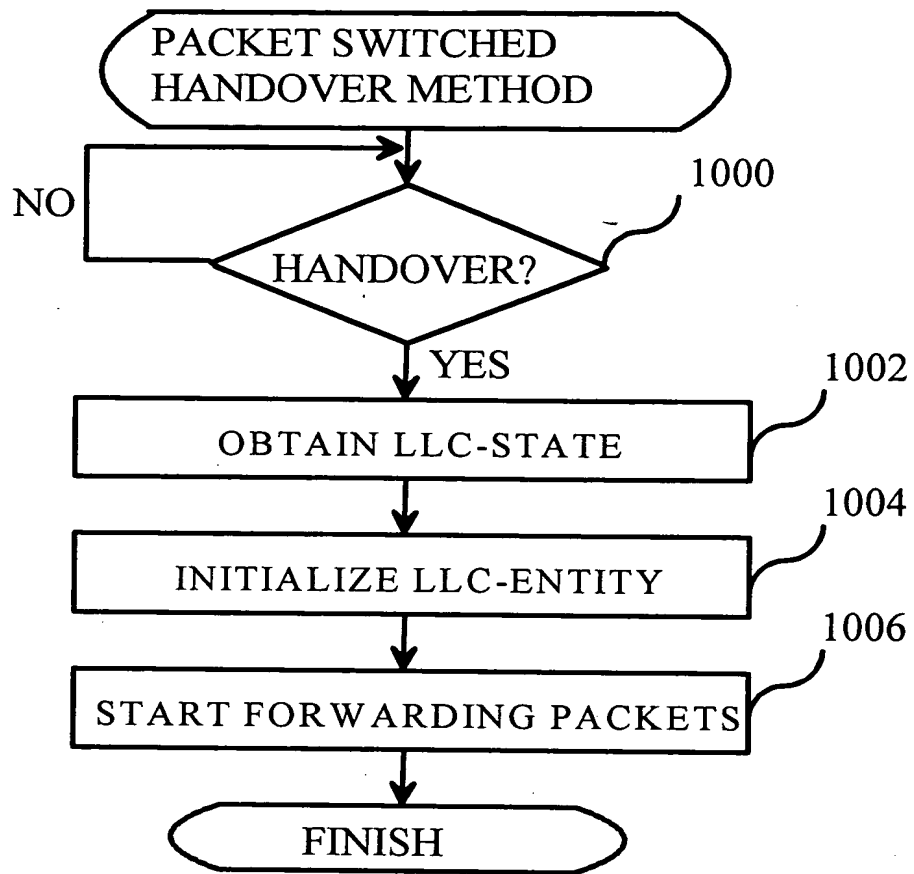 PACKET SWITCHED
HANDOVER METHOD
1000
NO
HANDOVER?
YES
1002
OBTAIN LLC-STATE
1004
INITIALIZE LLC-ENTITY
1006
START FORWARDING PACKETS
FINISH